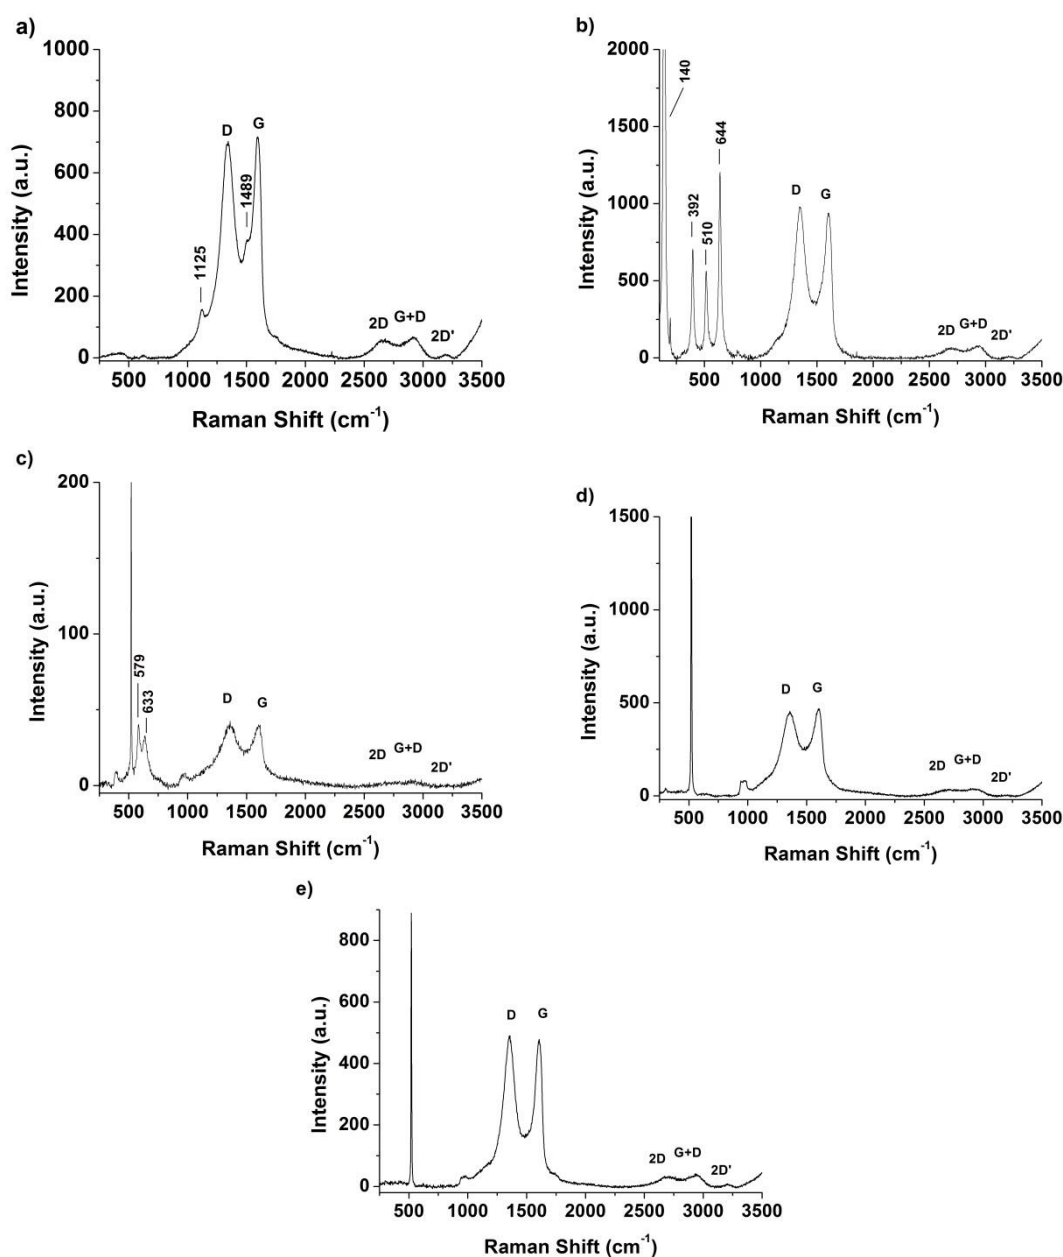 a)
1000
800
600
400
200
0
Intensity (a.u.)
1125
D
1489
G
2D
G+D
2D'
500 1000 1500 2000 2500 3000 3500
Raman Shift (cm-1)
b)
2000
1500
1000
500
0
Intensity (a.u.)
140
392
510
644
D
G
2D
G+D
2D'
500 1000 1500 2000 2500 3000 3500
Raman Shift (cm-1)
c)
200
100
0
Intensity (a.u.)
579
633
D
G
2D
G+D
2D'
500 1000 1500 2000 2500 3000 3500
Raman Shift (cm-1)
d)
1500
1000
500
0
Intensity (a.u.)
D
G
2D
G+D
2D'
500 1000 1500 2000 2500 3000 3500
Raman Shift (cm-1)
e)
800
600
400
200
0
Intensity (a.u.)
D
G
2D
G+D
2D'
500 1000 1500 2000 2500 3000 3500
Raman Shift (cm-1)